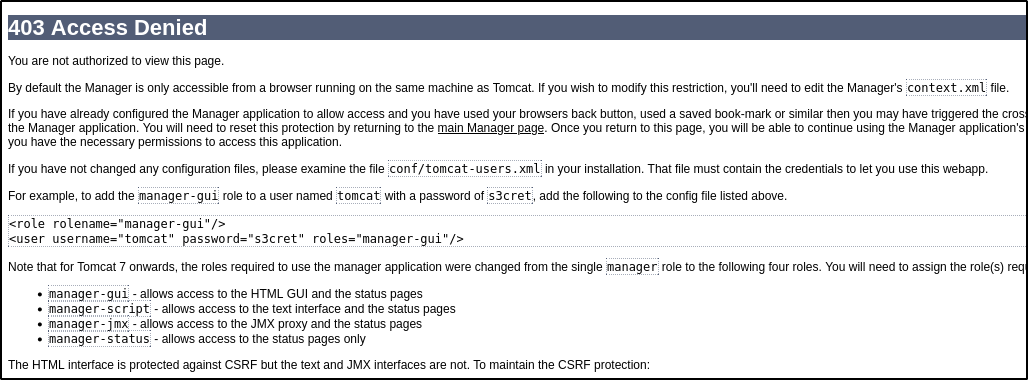 403 Access Denied
You are not authorized to view this page.
By default the Manager is only accessible from a browser running on the same machine as Tomcat. If you wish to modify this restriction, you'll need to edit the Manager's context.xml file.
If you have already configured the Manager application to allow access and you have used your browsers back button, used a saved book-mark or similar then you may have triggered the
the Manager application. You will need to reset this protection by returning to the main Manager page. Once you return to this page, you will be able to continue using the Manager application's
you have the necessary permissions to access this application.
If you have not changed any configuration files, please examine the file conf/tomcat-users.xml in your installation. That file must contain the credentials to let you use this webapp.
For example, to add the manager-gui role to a user named tomcat with a password of s3cret, add the following to the config file listed above.
<role rolename="manager-gui"/>
<user username="tomcat" password="s3cret" roles="manager-gui"/>
Note that for Tomcat 7 onwards, the roles required to use the manager application were changed from the single manager role to the following four roles. You will need to assign the role(s)
• manager-gui - allows access to the HTML GUI and the status pages
• manager-script - allows access to the text interface and the status pages
• manager-jmx - allows access to the JMX proxy and the status pages
• manager-status - allows access to the status pages only
The HTML interface is protected against CSRF but the text and JMX interfaces are not. To maintain the CSRF protection: